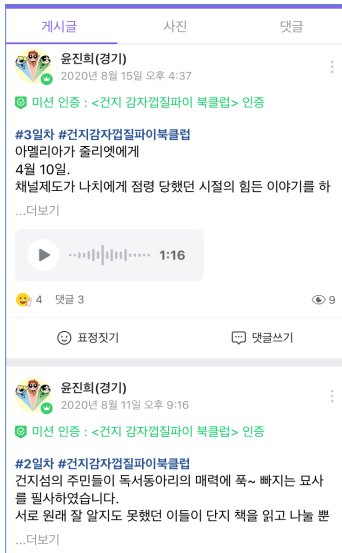 게시글 사진 댓글
윤진희(경기)
2020년 8월 15일 오후 4:37
미션 인증 : <건지 감자껍질파이 북클럽> 인증
#3일차 #건지감자껍질파이북클럽
아멜리아가 줄리엣에게
4월 10일.
채널제도가 나치에게 점령 당했던 시절의 힘든 이야기를 하
...더보기
1:16
4 댓글 3 9
표정짓기 댓글쓰기
윤진희(경기)
2020년 8월 11일 오후 9:16
미션 인증 : <건지 감자껍질파이 북클럽> 인증
#2일차 #건지감자껍질파이북클럽
건지섬의 주민들이 독서동아리의 매력에 푹~ 빠지는 묘사
를 필사하였습니다.
서로 원래 잘 알지도 못했던 이들이 단지 책을 읽고 나눌 뿐
...더보기